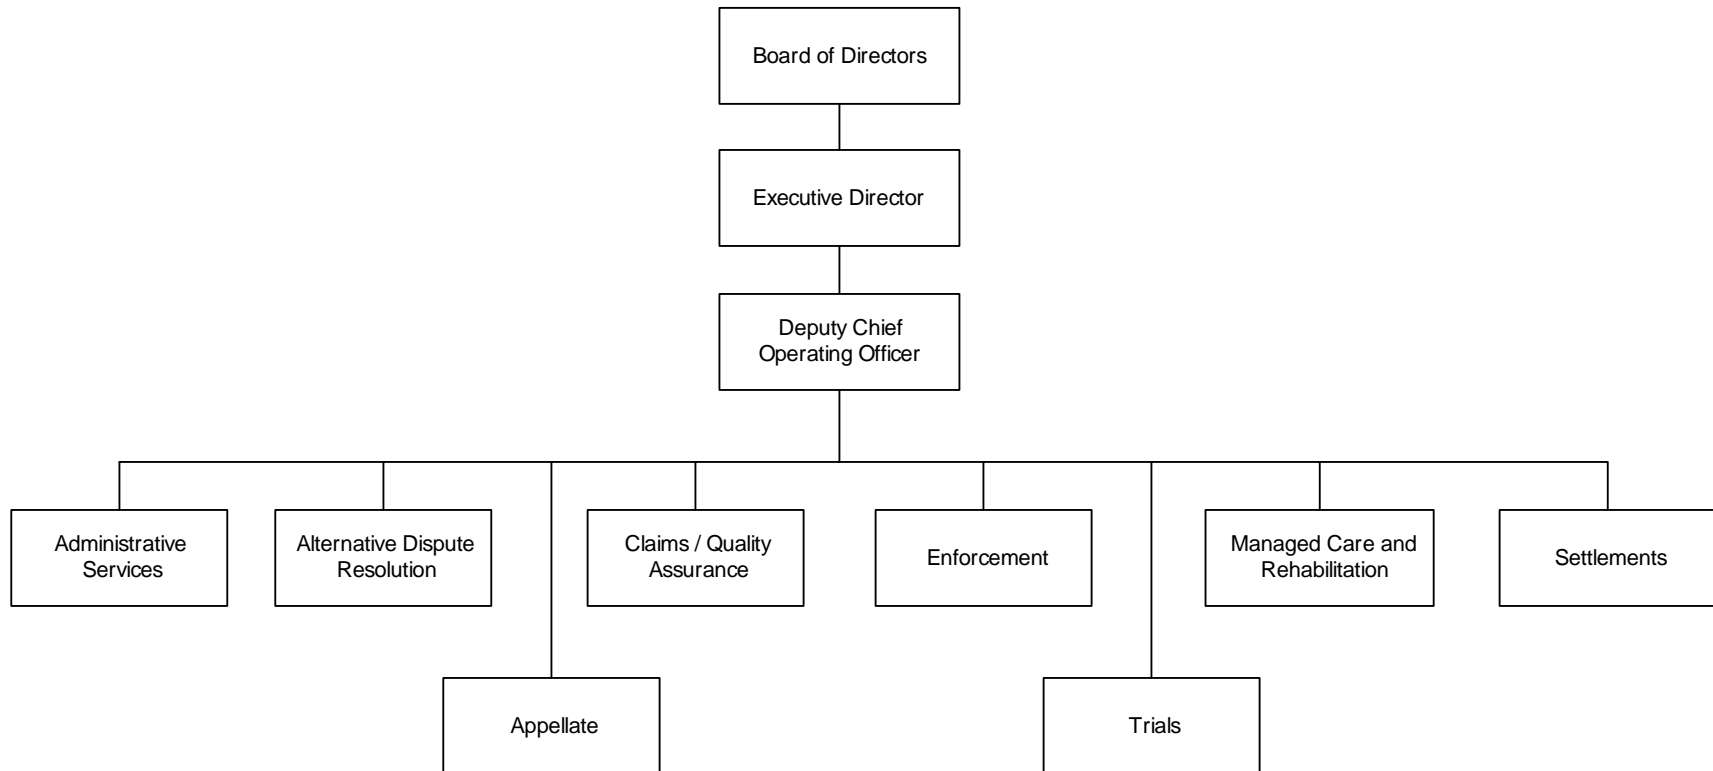 Board of Directors
Executive Director
Deputy Chief
Operating Officer
Administrative
Services
Alternative Dispute
Resolution
Claims / Quality
Assurance
Enforcement
Managed Care and
Rehabilitation
Settlements
Appellate
Trials